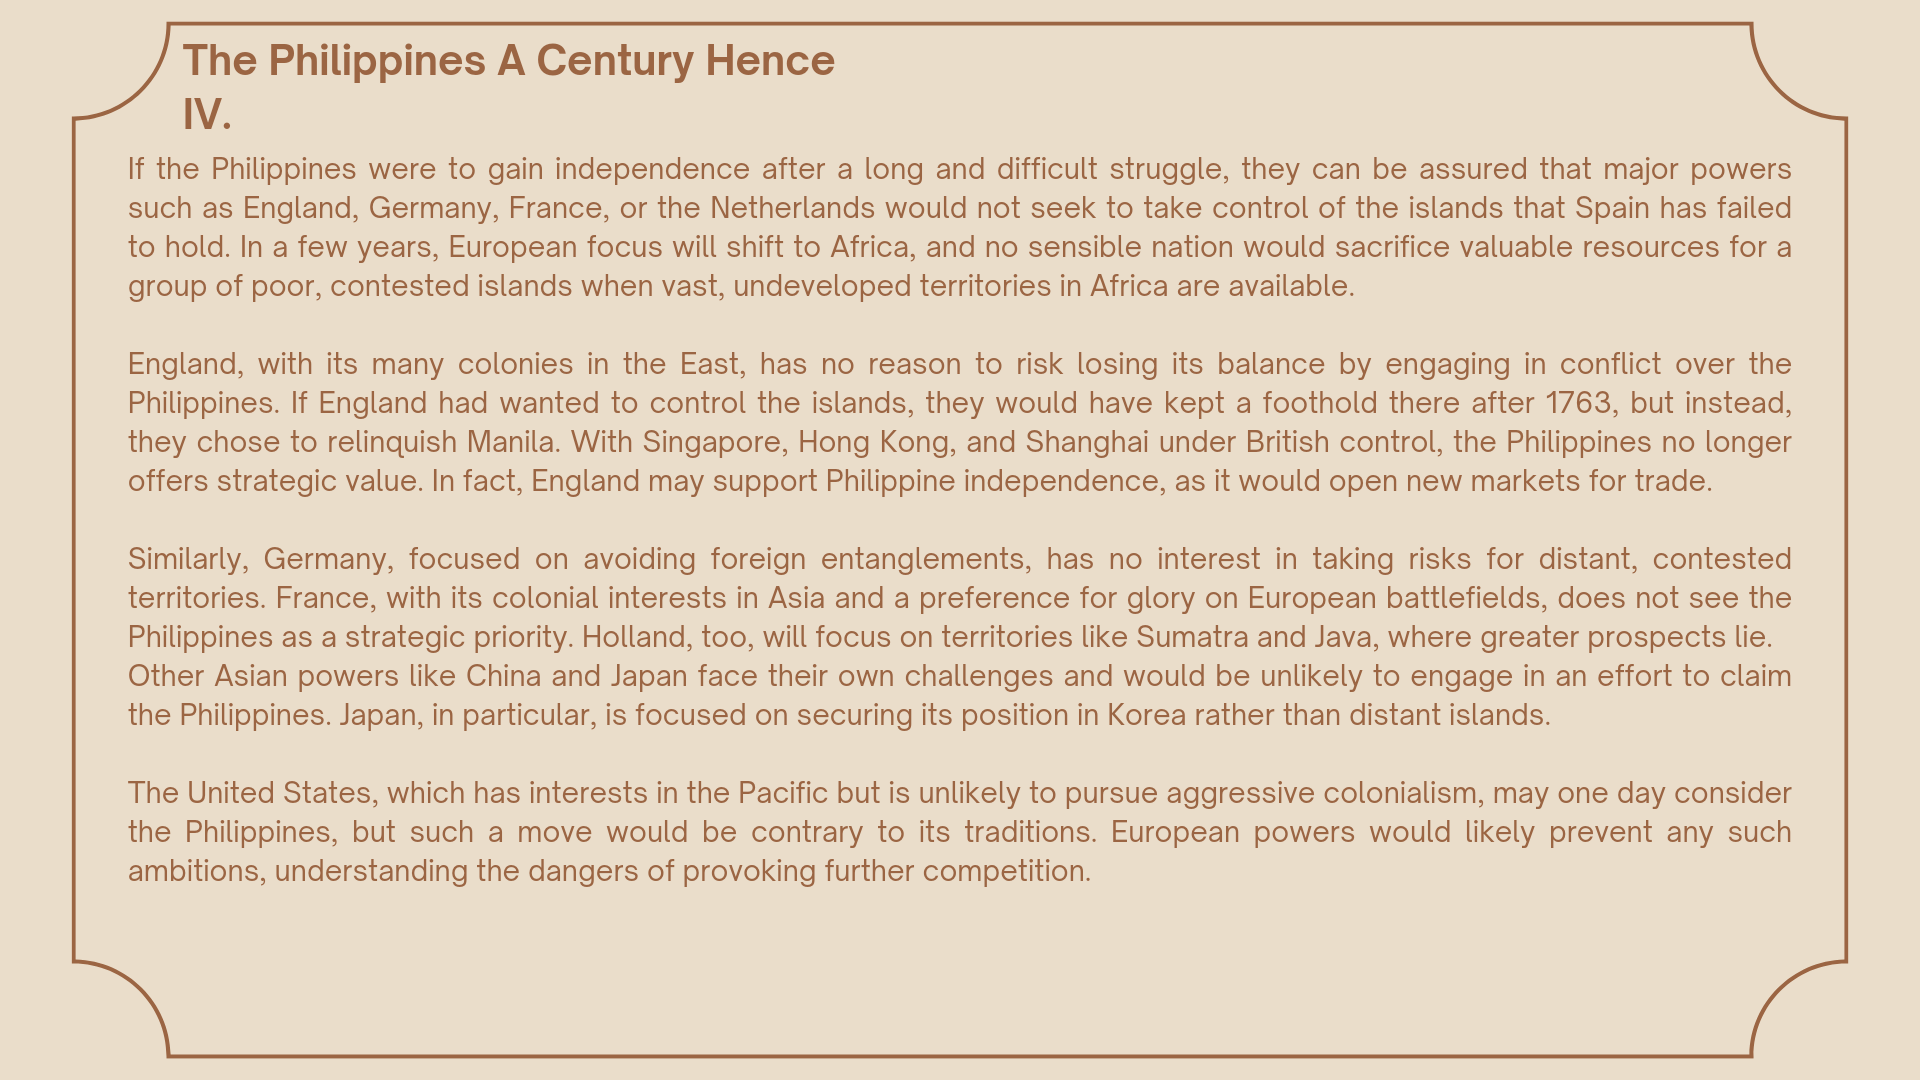 The Philippines A Century Hence
IV.
If the Philippines were to gain independence after a long and difficult struggle, they can be assured that major powers
such as England, Germany, France, or the Netherlands would not seek to take control of the islands that Spain has failed
to hold. In a few years, European focus will shift to Africa, and no sensible nation would sacrifice valuable resources for a
group of poor, contested islands when vast, undeveloped territories in Africa are available.
England, with its many colonies in the East, has no reason to risk losing its balance by engaging in conflict over the
Philippines. If England had wanted to control the islands, they would have kept a foothold there after 1763, but instead,
they chose to relinquish Manila. With Singapore, Hong Kong, and Shanghai under British control, the Philippines no longer
offers strategic value. In fact, England may support Philippine independence, as it would open new markets for trade.
Similarly, Germany, focused on avoiding foreign entanglements, has no interest in taking risks for distant, contested
territories. France, with its colonial interests in Asia and a preference for glory on European battlefields, does not see the
Philippines as a strategic priority. Holland, too, will focus on territories like Sumatra and Java, where greater prospects lie.
Other Asian powers like China and Japan face their own challenges and would be unlikely to engage in an effort to claim
the Philippines. Japan, in particular, is focused on securing its position in Korea rather than distant islands.
The United States, which has interests in the Pacific but is unlikely to pursue aggressive colonialism, may one day consider
the Philippines, but such a move would be contrary to its traditions. European powers would likely prevent any such
ambitions, understanding the dangers of provoking further competition.